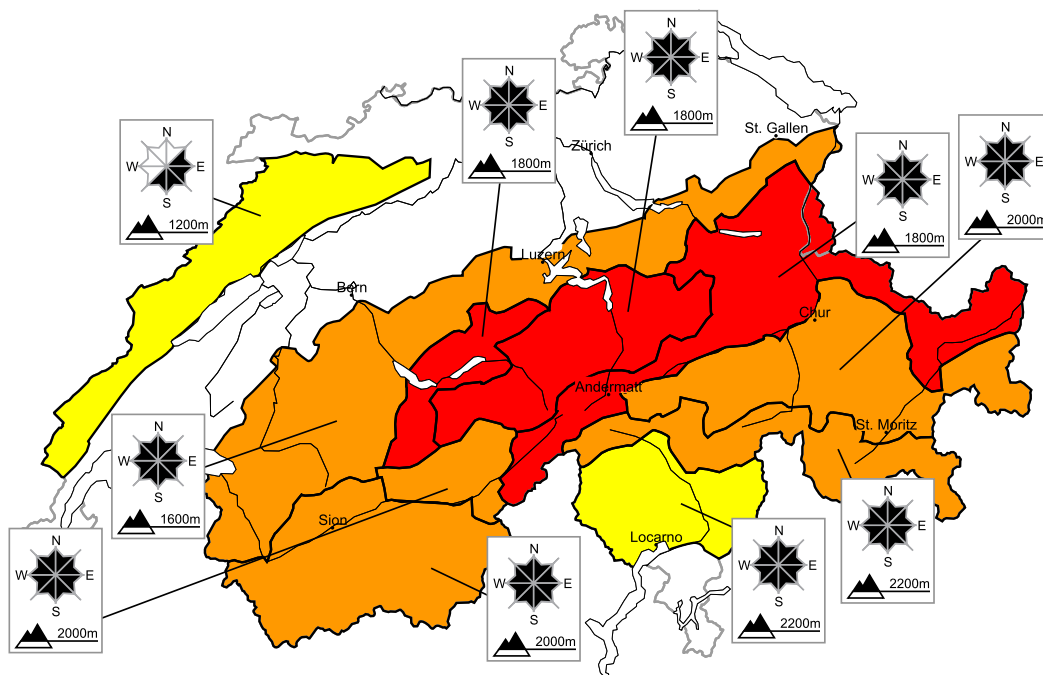 N
W E
S
1800m
N
W E
S
1800m
St. Gallen
Zürich
N
W E
S
1200m
N
W E
S
2000m
N
W E
S
1800m
Luzern
Bern
Chur
Andermatt
St. Moritz
N
W E
S
1600m
Sion
Locarno
N
W E
S
2200m
N
W E
S
2000m
N
W E
S
2000m
N
W E
S
2200m